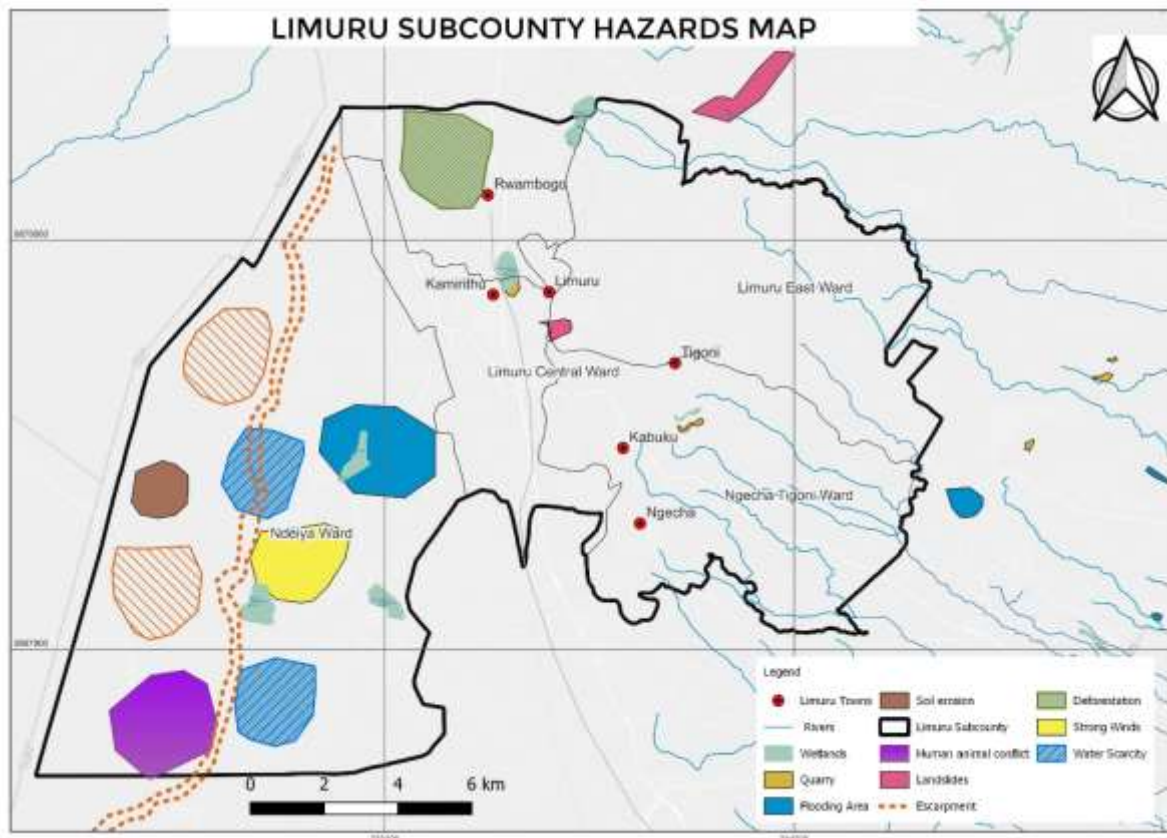 LIMURU SUBCOUNTY HAZARDS MAP
Rwambogo
Kaminthu
Limuru
Limuru East Ward
Tigoni
Limuru Central Ward
Kabuku
Ngecha-Tigoni Ward
Ngecha
Ndeiya Ward
Legend
Limuru Towns
Rivers
Wetlands
Quarry
Flooding Area
Soil erosion
Limuru Subcounty
Human animal conflict
Landslides
Escarpment
Deforestation
Strong Winds
Water Scarcity
0 2 4 6 km